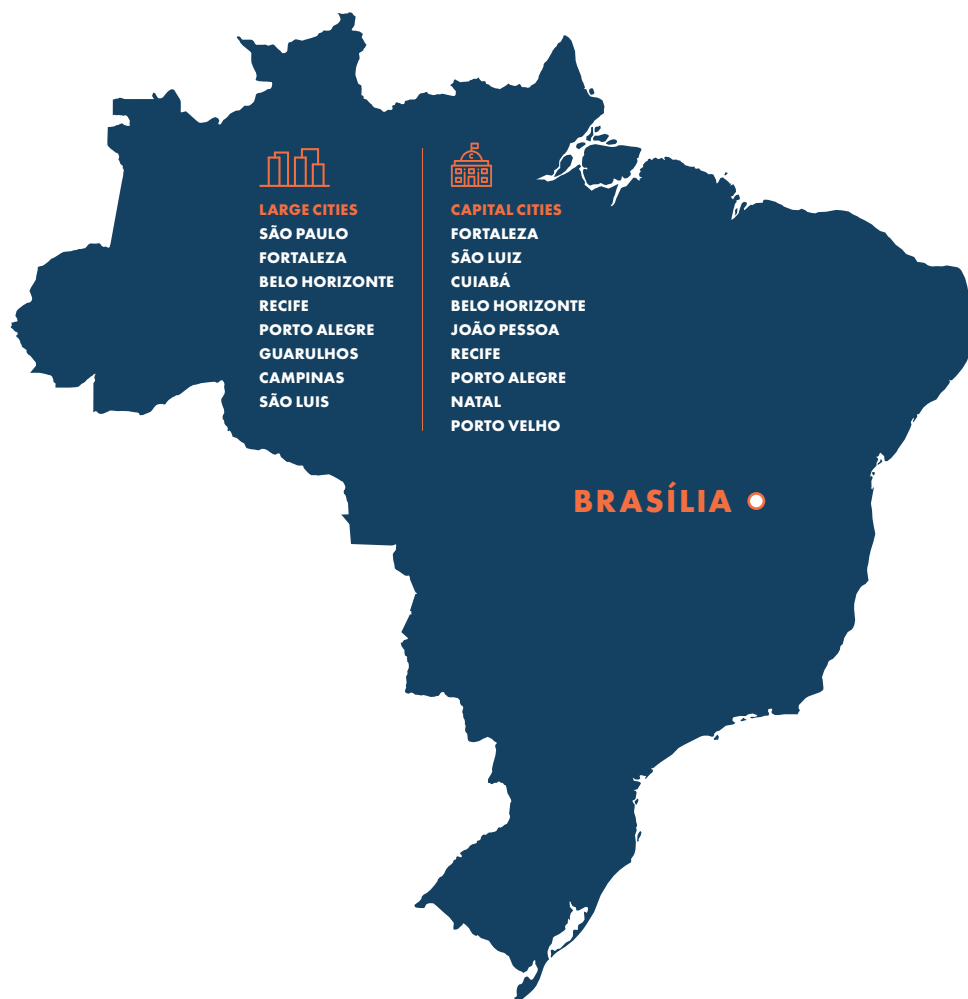 LARGE CITIES
SÃO PAULO
FORTALEZA
BELO HORIZONTE
RECIFE
PORTO ALEGRE
GUARULHOS
CAMPINAS
SÃO LUIS
CAPITAL CITIES
FORTALEZA
SÃO LUIZ
CUIABÁ
BELO HORIZONTE
JOÃO PESSOA
RECIFE
PORTO ALEGRE
NATAL
PORTO VELHO
BRASÍLIA